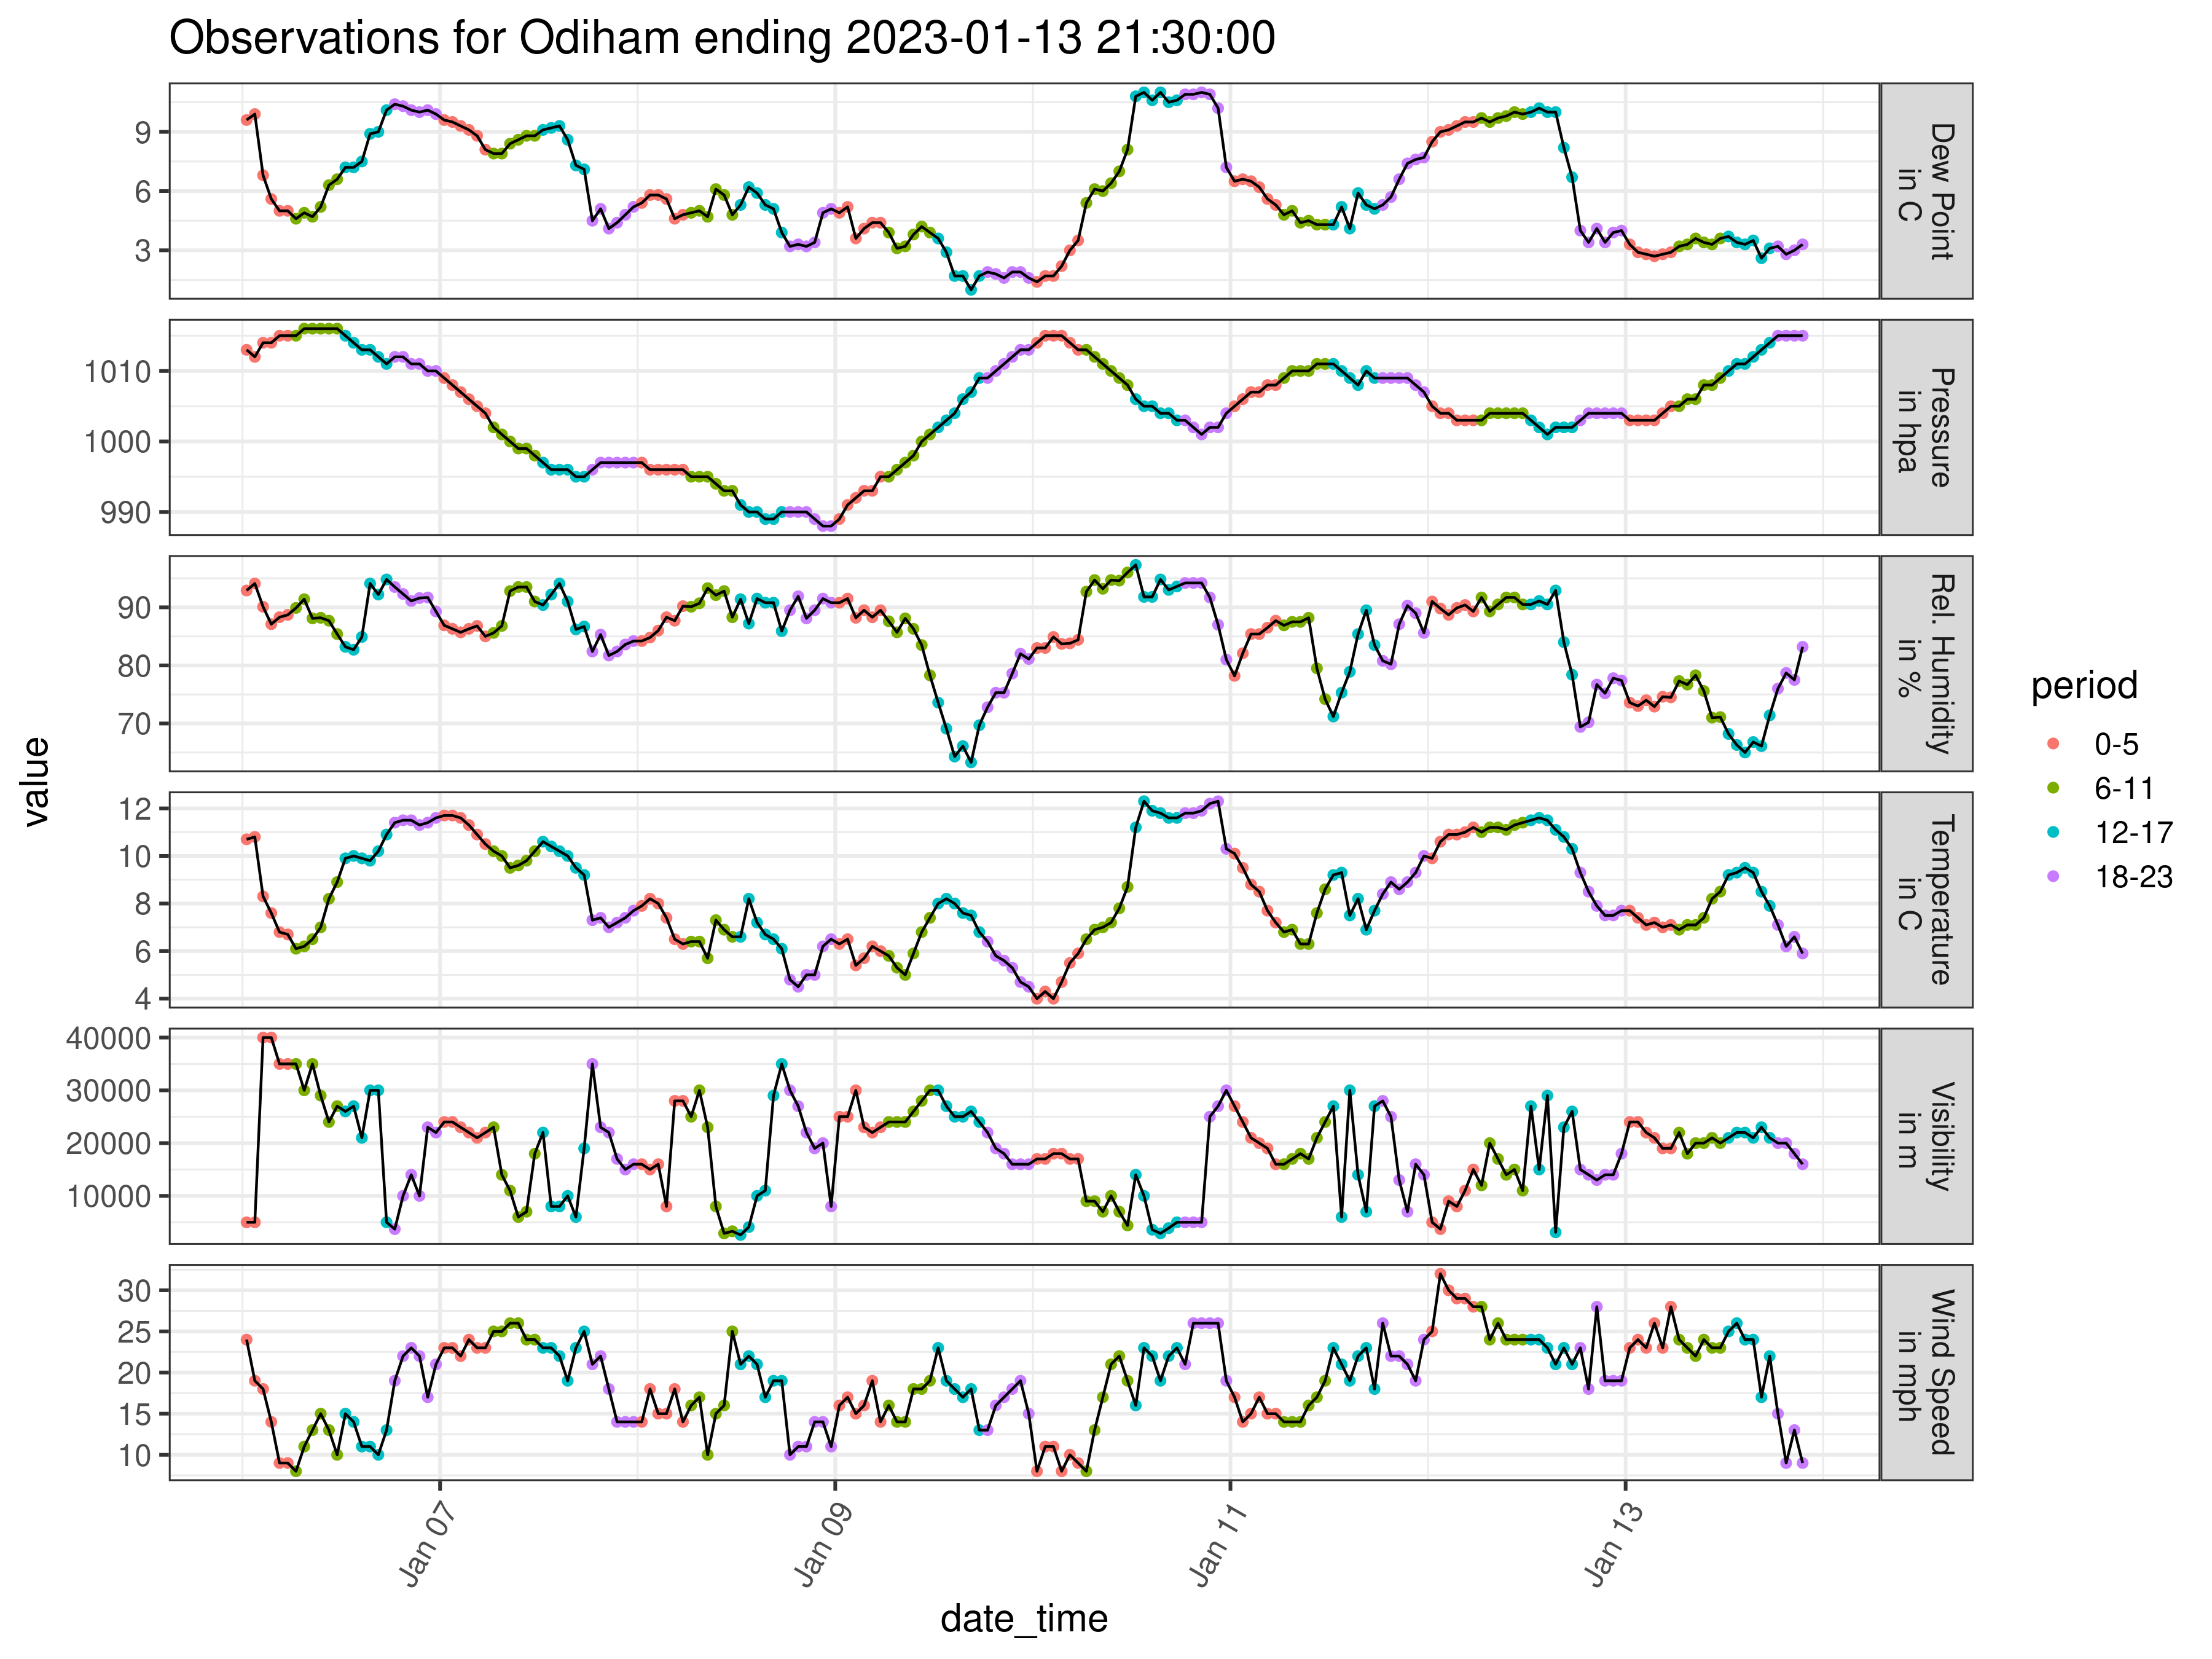 Observations for Odiham ending 2023-01-13 21:30:00
value
9
6
3
Dew Point
in C
1010
1000
990
Pressure
in hpa
90
80
70
Rel. Humidity
in %
12
10
8
6
4
Temperature
in C
40000
30000
20000
10000
Visibility
in m
30
25
20
15
10
Wind Speed
in mph
Jan 07
Jan 09
Jan 11
Jan 13
date_time
period
0-5
6-11
12-17
18-23